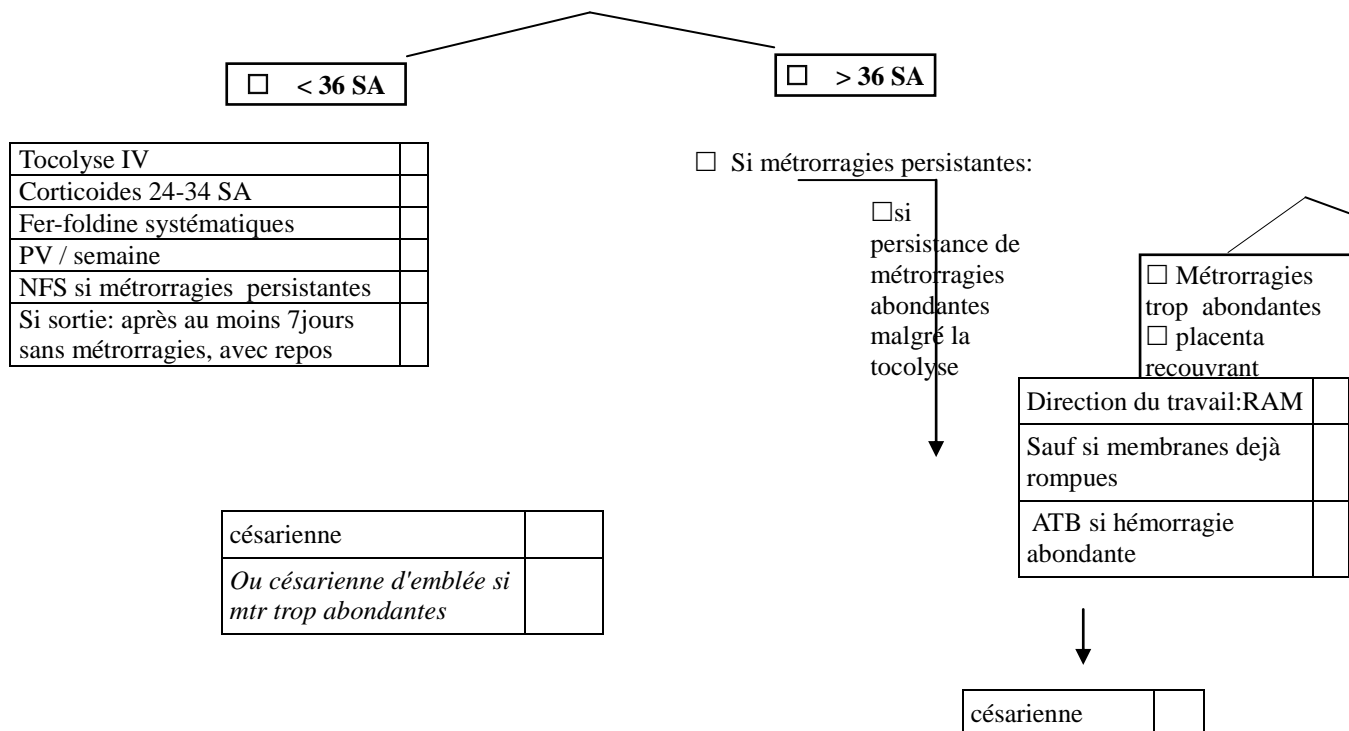 ☐ < 36 SA
☐ > 36 SA
Tocolyse IV
Corticoides 24-34 SA
Fer-foldine systématiques
PV / semaine
NFS si métrorragies persistantes
Si sortie: après au moins 7jours
sans métrorragies, avec repos
☐ Si métrorragies persistantes:
☐si
persistance de
métrorragies
abondantes
malgré la
tocolyse
☐ Métrorragies
trop abondantes
☐ placenta
recouvrant
Direction du travail:RAM
Sauf si membranes dejà
rompues
ATB si hémorragie
abondante
césarienne
Ou césarienne d'emblée si
mtr trop abondantes
césarienne